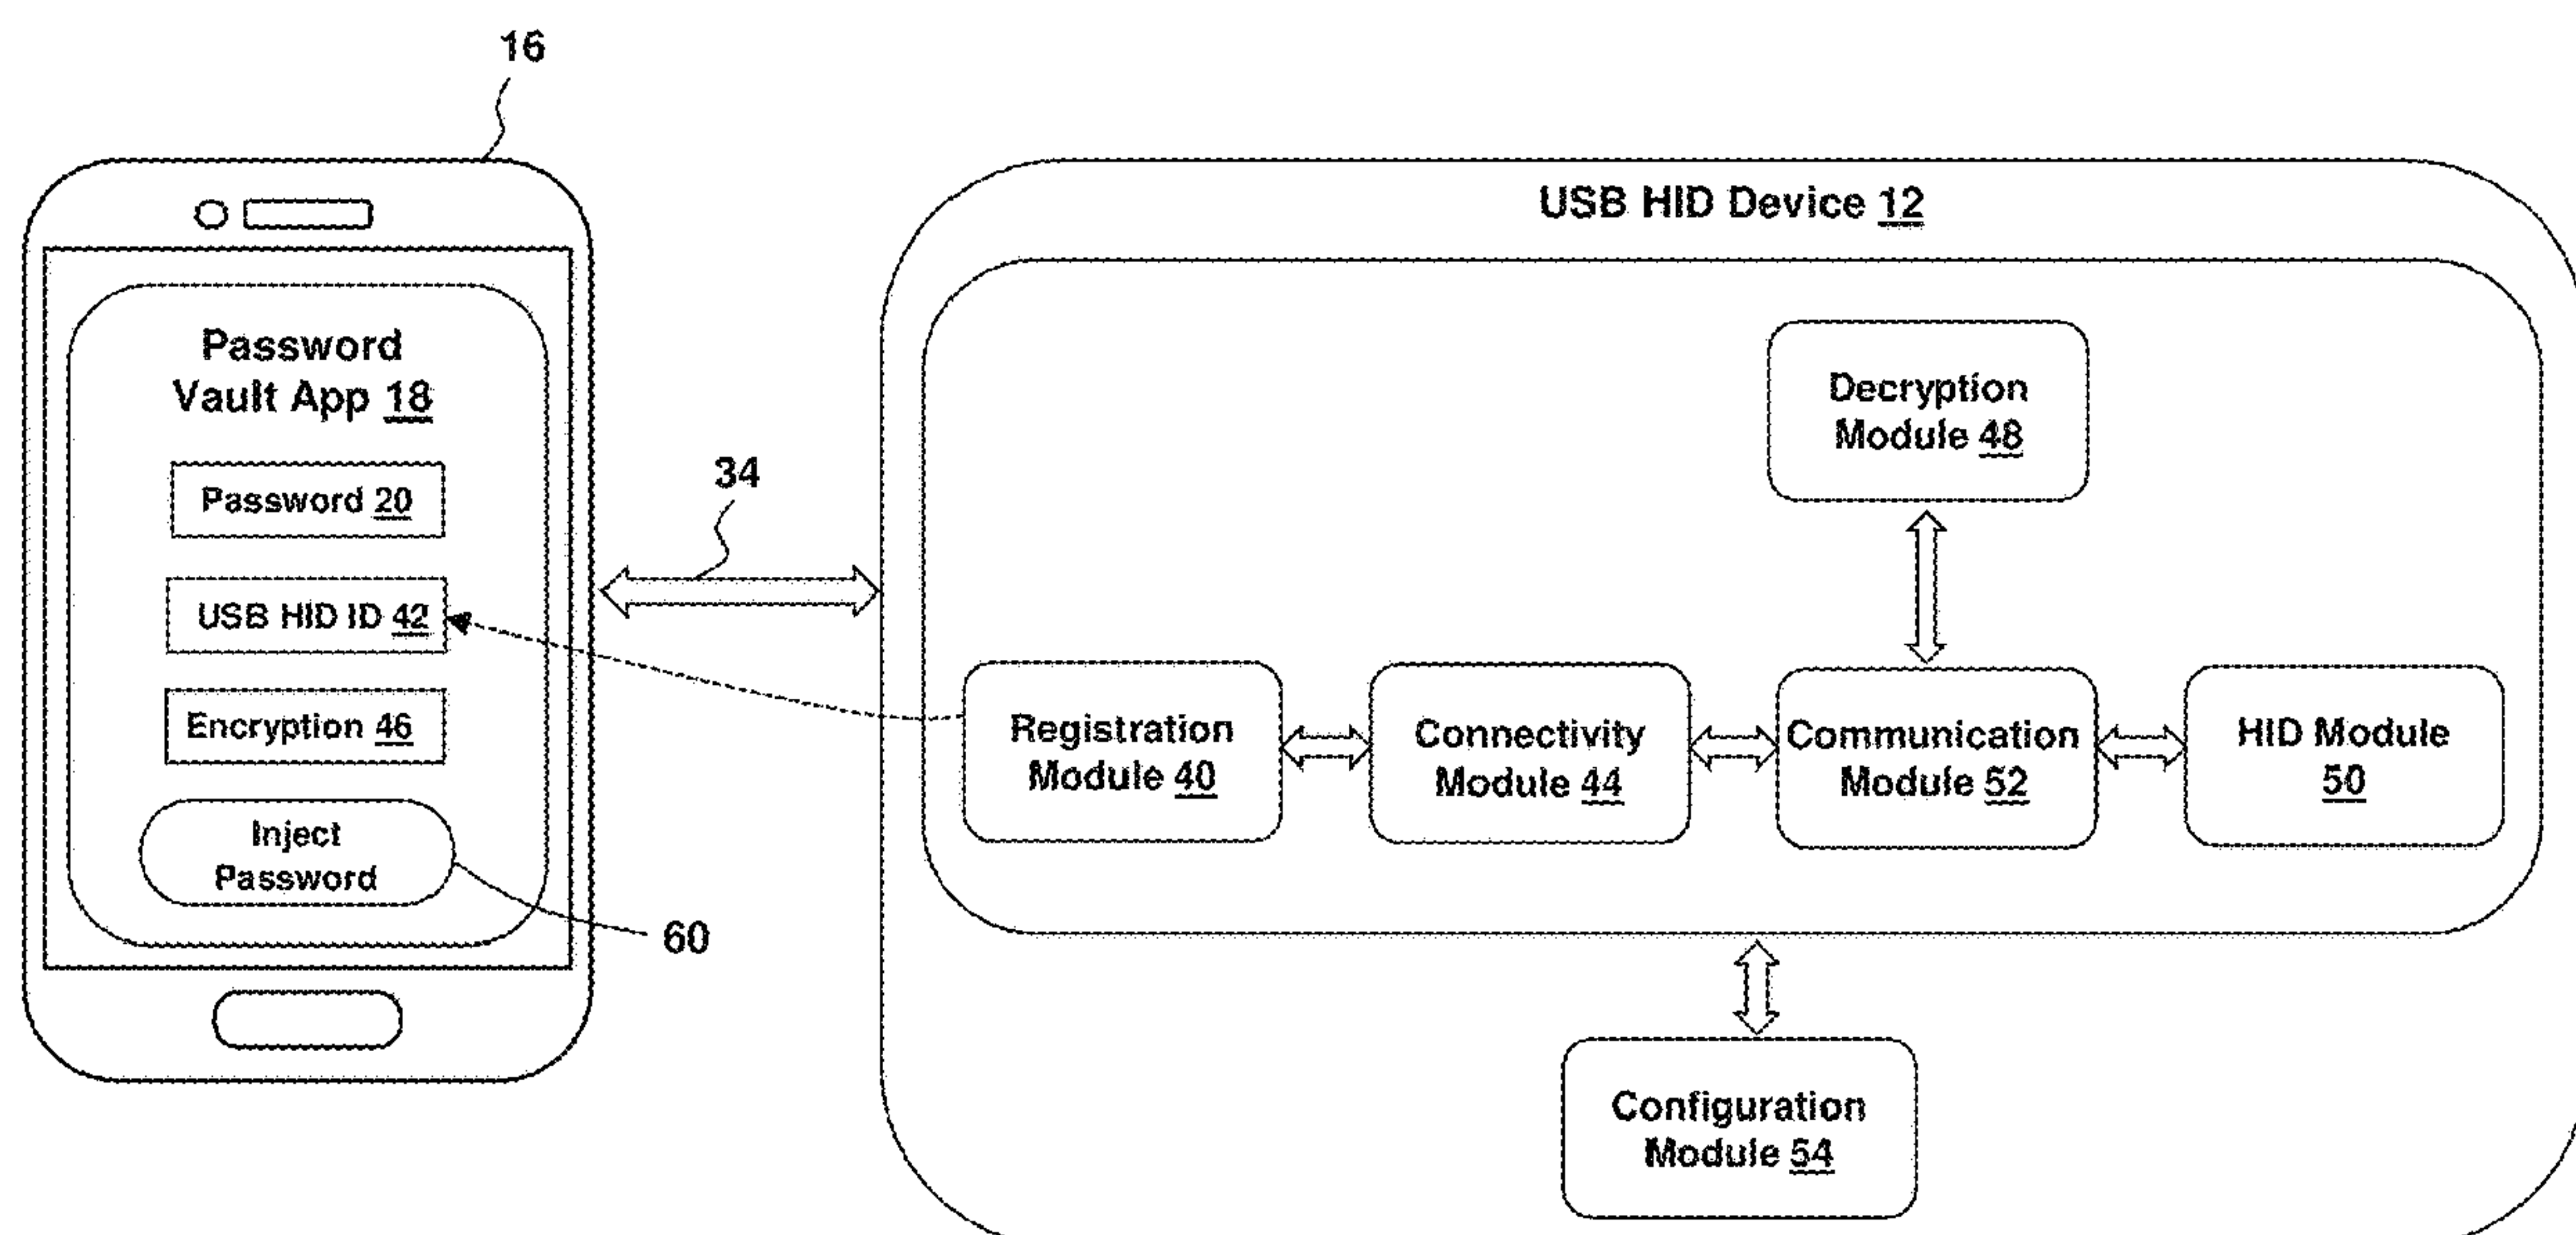 16
USB HID Device 12
Password
Vault App 18
Password 20
USB HID ID 42
Encryption 46
Inject
Password
60
34
Decryption
Module 48
Registration
Module 40
Connectivity
Module 44
Communication
Module 52
HID Module
50
Configuration
Module 54